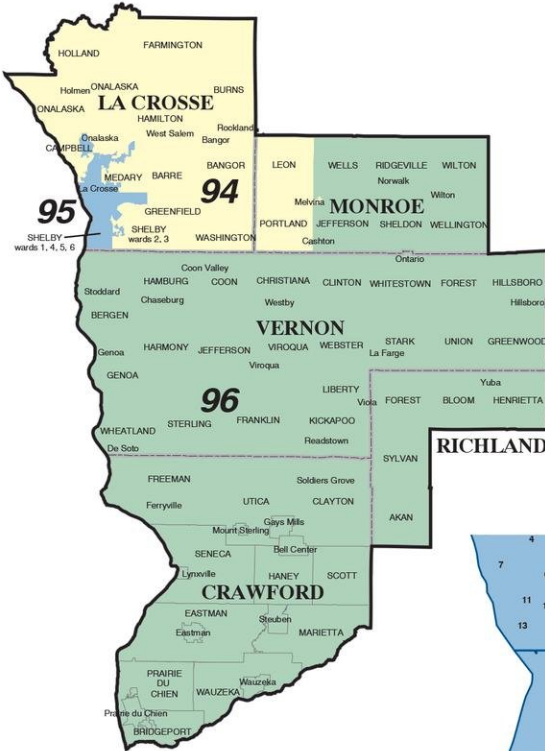 HOLLAND
FARMINGTON
Holmen
ONALASKA
BURNS
ONALASKA
LA CROSSE
HAMILTON
West Salem
Rockland
Onalaska
Bangor
CAMPBELL
MEDARY
BARRE
BANGOR
La Crosse
94
95
GREENFIELD
SHELBY
wards 2, 3
WASHINGTON
SHELBY
wards 1, 4, 5, 6
LEON
WELLS
RIDGEVILLE
WILTON
Norwalk
Wilton
Melvina
MONROE
PORTLAND
JEFFERSON
SHELDON
WELLINGTON
Cashton
Ontario
Coon Valley
HAMBURG
COON
CHRISTIANA
CLINTON
WHITESTOWN
FOREST
HILLSBORO
Stoddard
Chaseburg
Westby
Hillsboro
BERGEN
VERNON
STARK
UNION
GREENWOOD
Genoa
HARMONY
JEFFERSON
VIROQUA
WEBSTER
La Farge
Viroqua
GENOA
96
LIBERTY
Viola
Yuba
FOREST
BLOOM
HENRIETTA
WHEATLAND
STERLING
FRANKLIN
KICKAPOO
Readstown
De Soto
RICHLAND
SYLVAN
AKAN
FREEMAN
Soldiers Grove
Ferryville
UTICA
CLAYTON
Gays Mills
Mount Sterling
SENECA
Bell Center
Lynxville
HANEY
SCOTT
CRAWFORD
EASTMAN
Steuben
Eastman
MARIETTA
PRAIRIE
DU
CHIEN
WAUZEKA
Wauzeka
Prairie du Chien
BRIDGEPORT
4
7
11
13